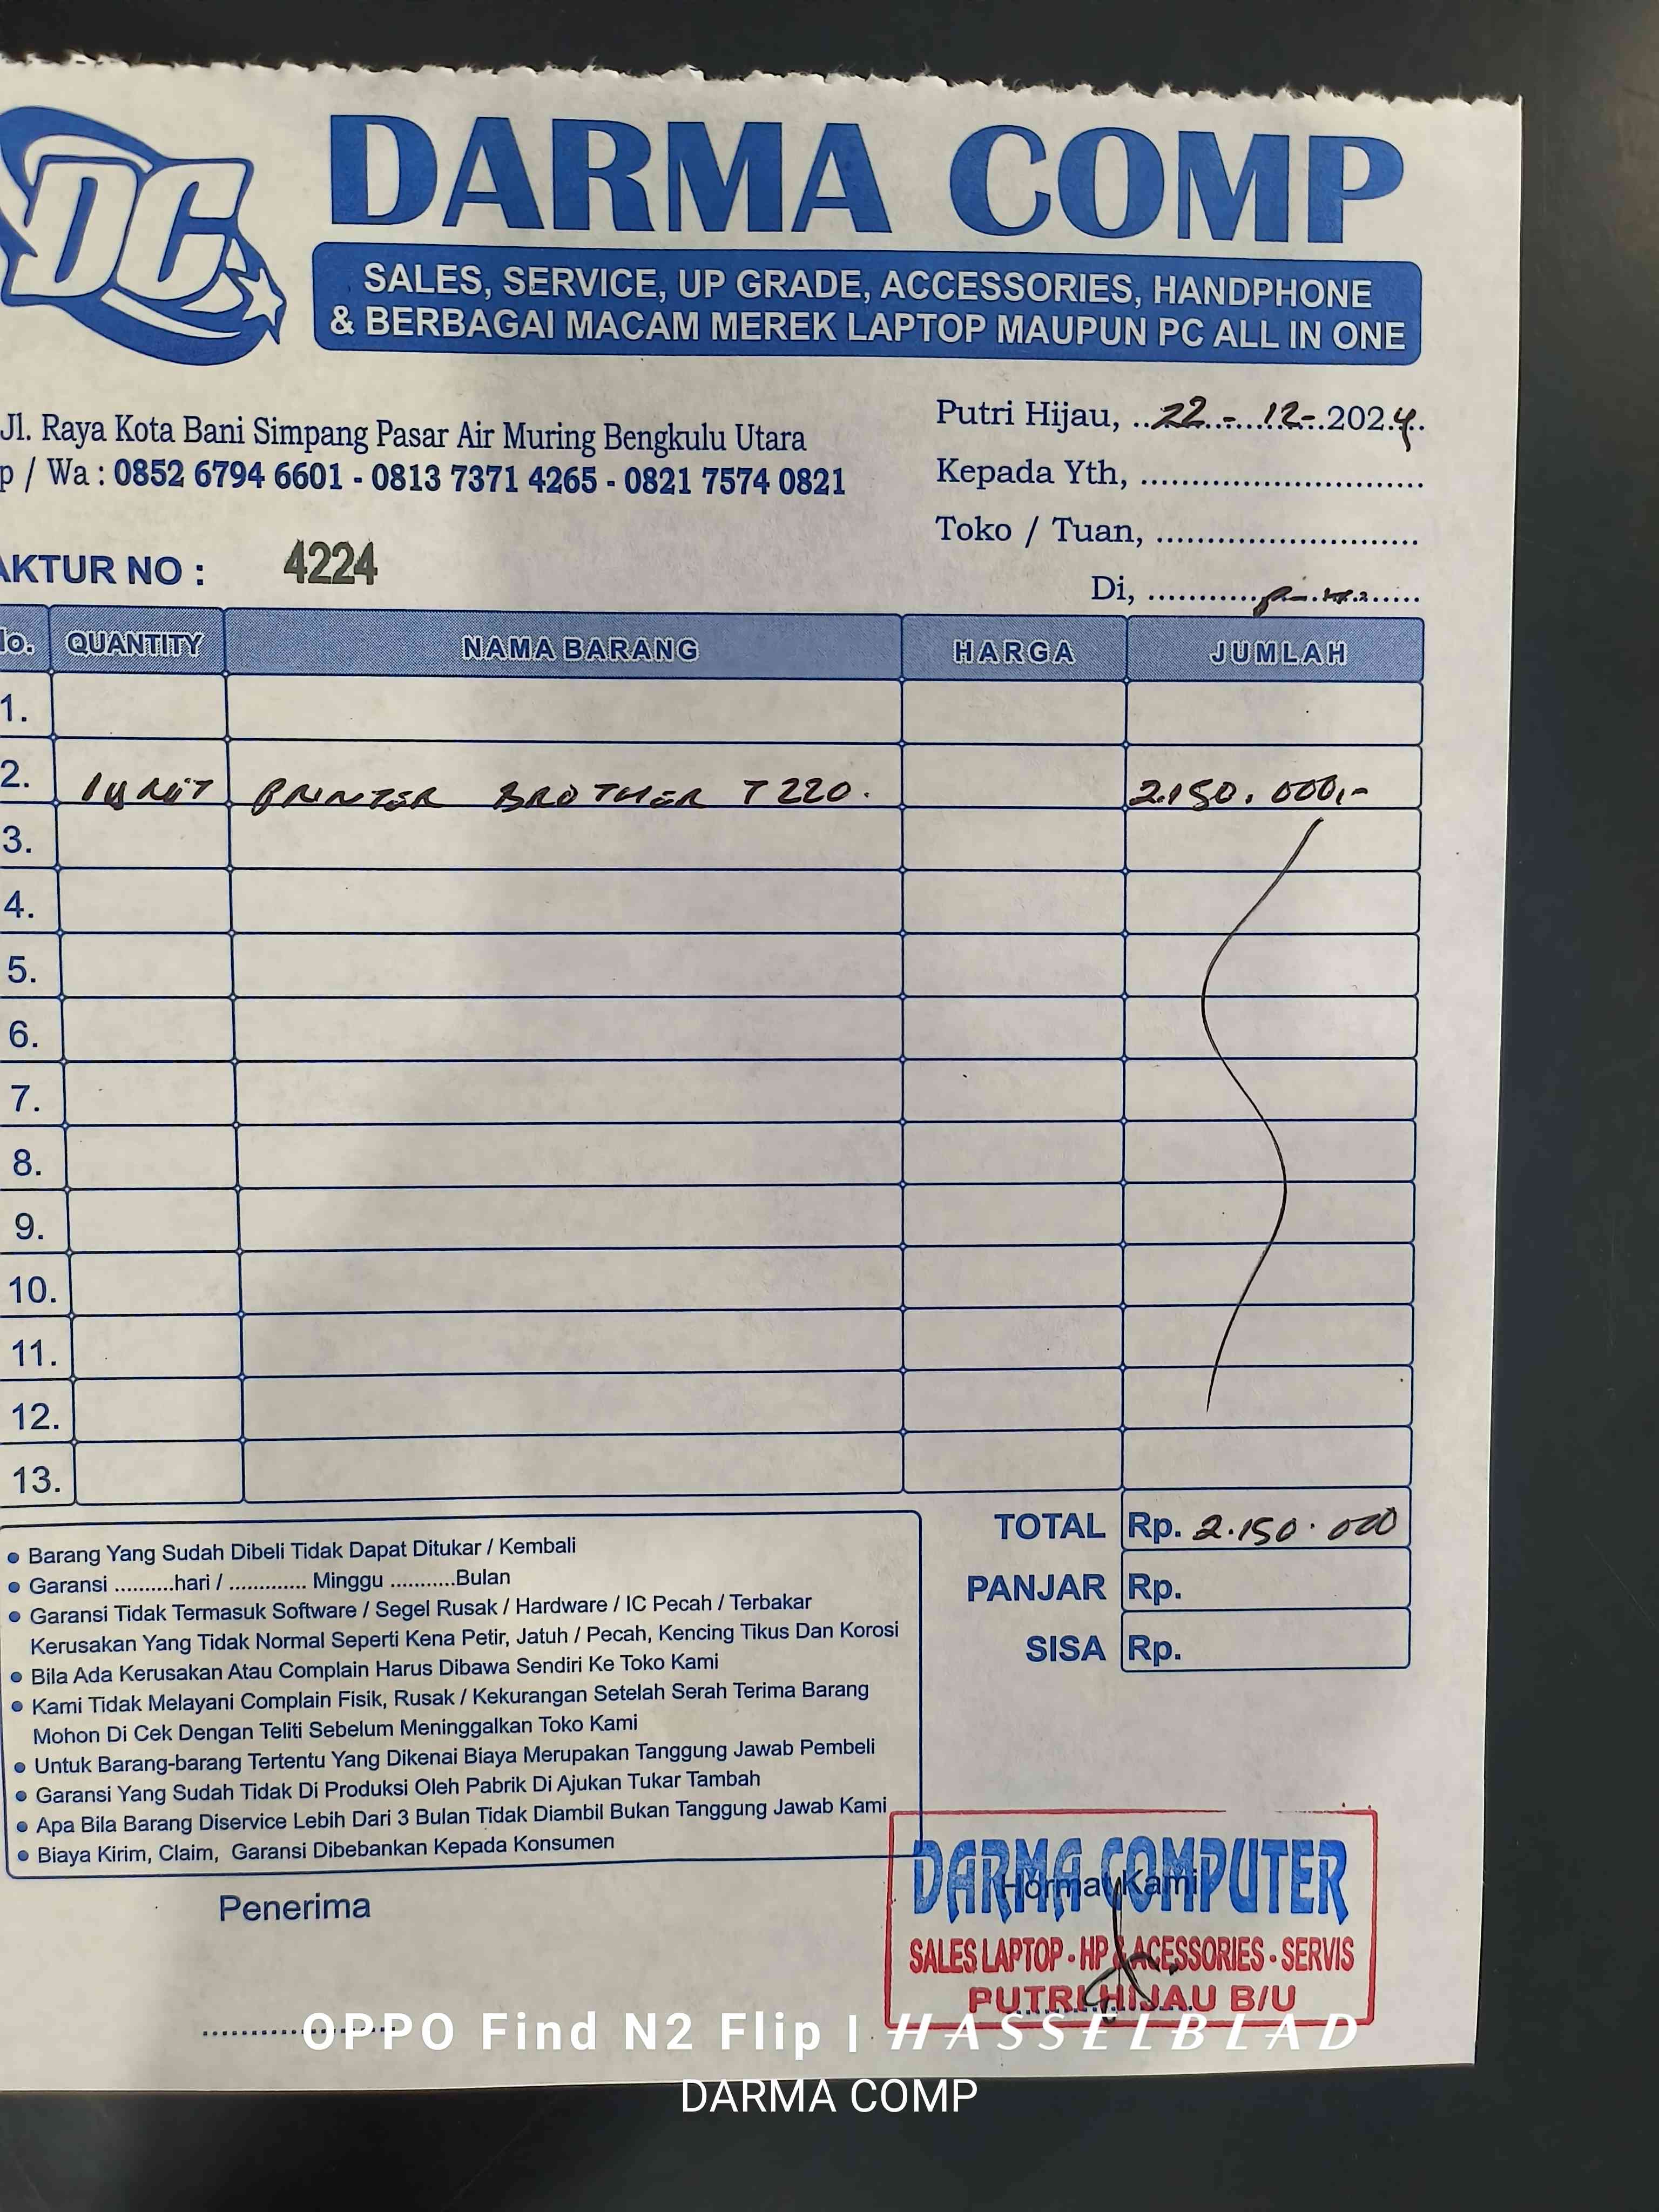 DC
DARMA COMP
SALES, SERVICE, UP GRADE, ACCESSORIES, HANDPHONE
& BERBAGAI MACAM MEREK LAPTOP MAUPUN PC ALL IN ONE
Jl. Raya Kota Bani Simpang Pasar Air Muring Bengkulu Utara
p / Wa : 0852 6794 6601 - 0813 7371 4265 - 0821 7574 0821
Putri Hijau, ..22.-...12-..2024..
Kepada Yth, ............................
Toko / Tuan, ..........................
AKTUR NO : 4224
Di, ...........
No. QUANTITY NAMA BARANG HARGA JUMLAH
1.
2. 1 UNIT PRINTER BROTHER T220. 2.150.000,-
3.
4.
5.
6.
7.
8.
9.
10.
11.
12.
13.
TOTAL Rp. 2.150.000
PANJAR Rp.
SISA Rp.
• Barang Yang Sudah Dibeli Tidak Dapat Ditukar / Kembali
• Garansi ..........hari / ............. Minggu ...........Bulan
• Garansi Tidak Termasuk Software / Segel Rusak / Hardware / IC Pecah / Terbakar
Kerusakan Yang Tidak Normal Seperti Kena Petir, Jatuh / Pecah, Kencing Tikus Dan Korosi
• Bila Ada Kerusakan Atau Complain Harus Dibawa Sendiri Ke Toko Kami
• Kami Tidak Melayani Complain Fisik, Rusak / Kekurangan Setelah Serah Terima Barang
Mohon Di Cek Dengan Teliti Sebelum Meninggalkan Toko Kami
• Untuk Barang-barang Tertentu Yang Dikenai Biaya Merupakan Tanggung Jawab Pembeli
• Garansi Yang Sudah Tidak Di Produksi Oleh Pabrik Di Ajukan Tukar Tambah
• Apa Bila Barang Diservice Lebih Dari 3 Bulan Tidak Diambil Bukan Tanggung Jawab Kami
• Biaya Kirim, Claim, Garansi Dibebankan Kepada Konsumen
Penerima
Hormat Kami
DARMA COMPUTER
SALES LAPTOP - HP & ACESSORIES - SERVIS
PUTRI HIJAU B/U
OPPO Find N2 Flip | HASSELBLAD
DARMA COMP